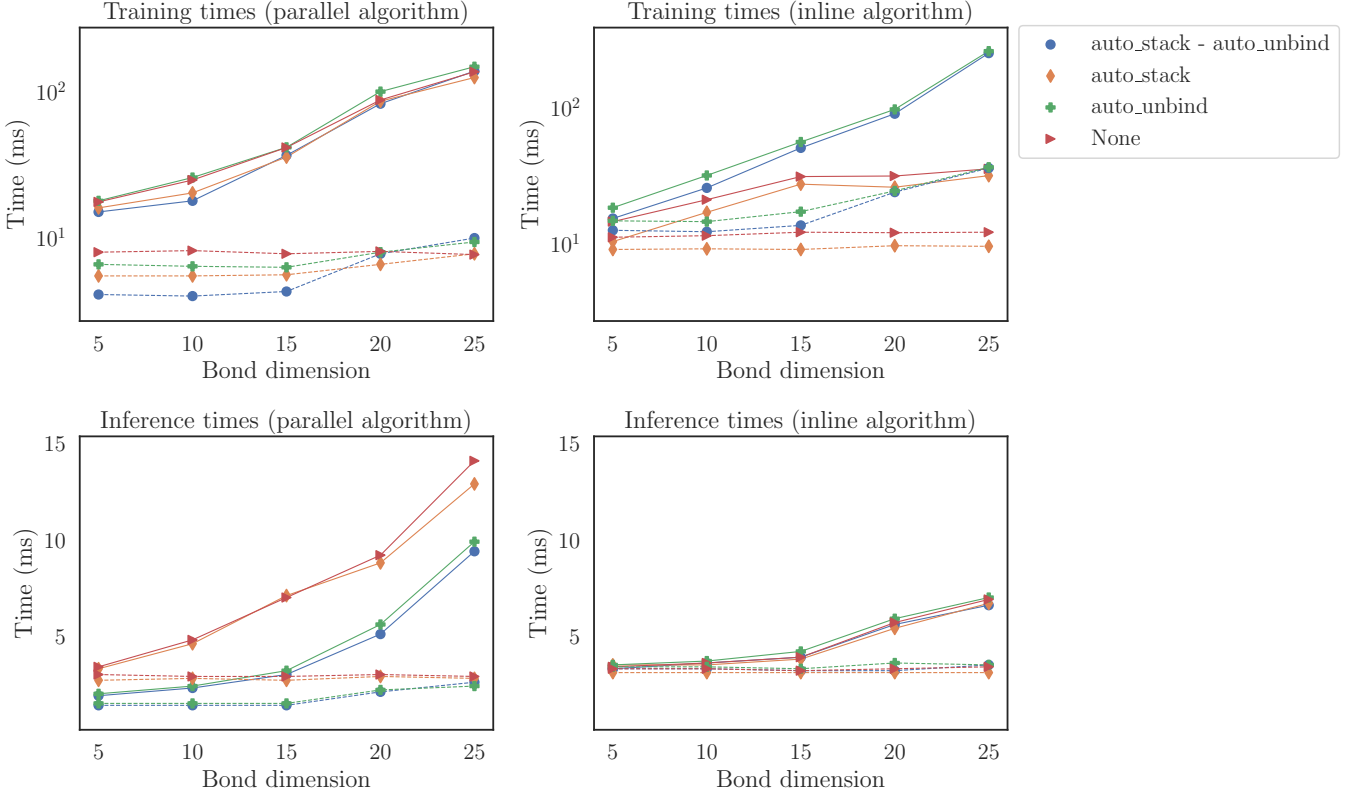 Training times (parallel algorithm)
Time (ms)
10^2
10^1
5 10 15 20 25
Bond dimension
Training times (inline algorithm)
Time (ms)
10^2
10^1
5 10 15 20 25
Bond dimension
auto_stack - auto_unbind
auto_stack
auto_unbind
None
Inference times (parallel algorithm)
Time (ms)
15
10
5
5 10 15 20 25
Bond dimension
Inference times (inline algorithm)
Time (ms)
15
10
5
5 10 15 20 25
Bond dimension